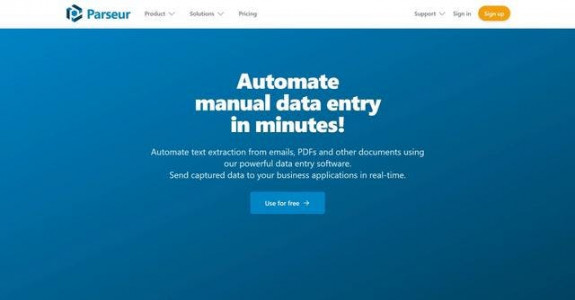 Parseur Product Solutions Pricing Support Sign in Sign up
Automate
manual data entry
in minutes!
Automate text extraction from emails, PDFs and other documents using
our powerful data entry software.
Send captured data to your business applications in real-time.
Use for free →